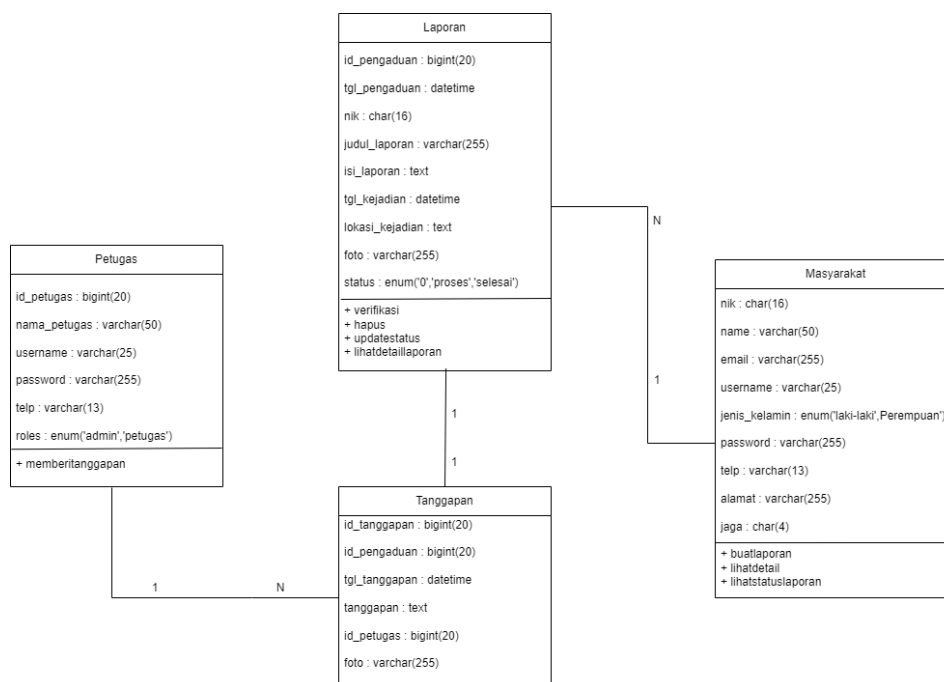 Laporan
id_pengaduan : bigint(20)
tgl_pengaduan : datetime
nik : char(16)
judul_laporan : varchar(255)
isi_laporan : text
tgl_kejadian : datetime
lokasi_kejadian : text
foto : varchar(255)
status : enum('0','proses','selesai')
+ verifikasi
+ hapus
+ updatestatus
+ lihatdetaillaporan
N
1
Petugas
id_petugas : bigint(20)
nama_petugas : varchar(50)
username : varchar(25)
password : varchar(255)
telp : varchar(13)
roles : enum('admin','petugas')
+ memberitanggapan
Masyarakat
nik : char(16)
name : varchar(50)
email : varchar(255)
username : varchar(25)
jenis_kelamin : enum('laki-laki',Perempuan')
password : varchar(255)
telp : varchar(13)
alamat : varchar(255)
jaga : char(4)
+ buatlaporan
+ lihatdetail
+ lihatstatuslaporan
1
1
1
N
Tanggapan
id_tanggapan : bigint(20)
id_pengaduan : bigint(20)
tgl_tanggapan : datetime
tanggapan : text
id_petugas : bigint(20)
foto : varchar(255)